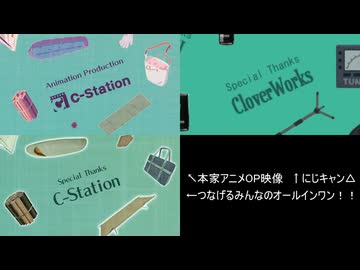 Animation Production
C-Station
Special Thanks
CloverWorks
TUN
Special Thanks
C-Station
↖本家アニメOP映像　↑にじキャン△
←つなげるみんなのオールインワン！！